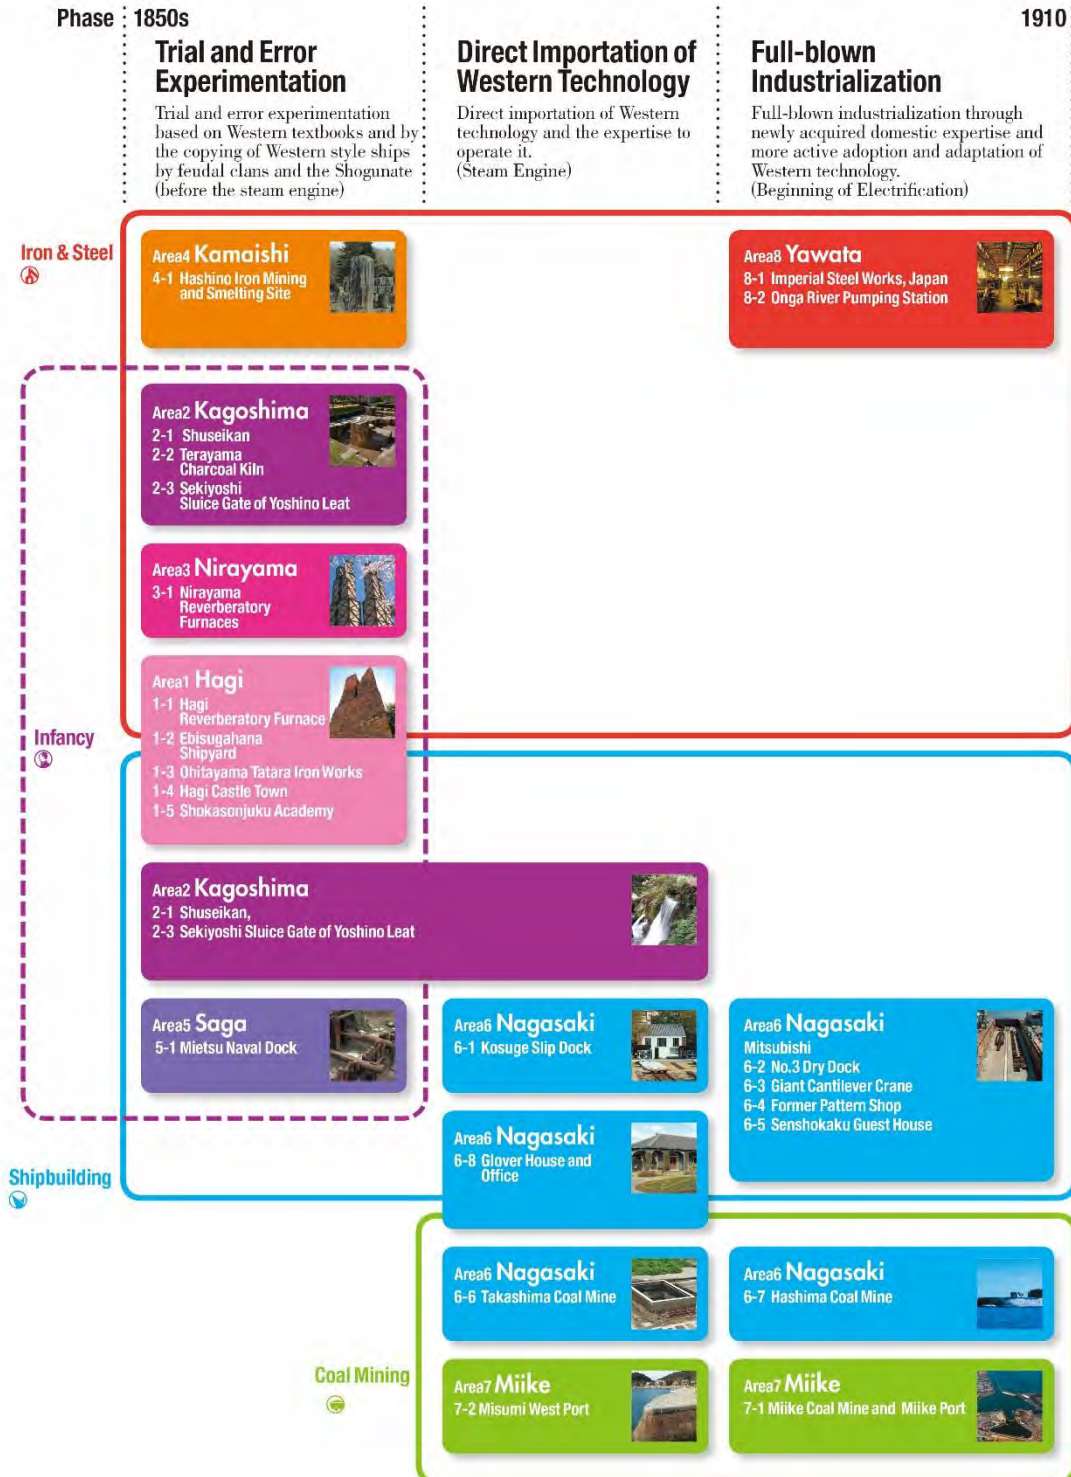 Phase 1850s 1910
Trial and Error
Experimentation
Trial and error experimentation
based on Western textbooks and by
the copying of Western style ships
by feudal clans and the Shogunate
(before the steam engine)
Direct Importation of
Western Technology
Direct importation of Western
technology and the expertise to
operate it.
(Steam Engine)
Full-blown
Industrialization
Full-blown industrialization through
newly acquired domestic expertise and
more active adoption and adaptation of
Western technology.
(Beginning of Electrification)
Iron & Steel
Area4 Kamaishi
4-1 Hashino Iron Mining
and Smelting Site
Area8 Yawata
8-1 Imperial Steel Works, Japan
8-2 Onga River Pumping Station
Area2 Kagoshima
2-1 Shuseikan
2-2 Terayama
Charcoal Kiln
2-3 Sekiyoshi
Sluice Gate of Yoshino Leat
Area3 Nirayama
3-1 Nirayama
Reverberatory
Furnaces
Infancy
Area1 Hagi
1-1 Hagi
Reverberatory Furnace
1-2 Ebisugahana
Shipyard
1-3 Ohitayama Tatara Iron Works
1-4 Hagi Castle Town
1-5 Shokasonjuku Academy
Area2 Kagoshima
2-1 Shuseikan,
2-3 Sekiyoshi Sluice Gate of Yoshino Leat
Area5 Saga
5-1 Mietsu Naval Dock
Area6 Nagasaki
6-1 Kosuge Slip Dock
Area6 Nagasaki
Mitsubishi
6-2 No.3 Dry Dock
6-3 Giant Cantilever Crane
6-4 Former Pattern Shop
6-5 Senshokaku Guest House
Area6 Nagasaki
6-8 Glover House and
Office
Shipbuilding
Area6 Nagasaki
6-6 Takashima Coal Mine
Area6 Nagasaki
6-7 Hashima Coal Mine
Coal Mining
Area7 Miike
7-2 Misumi West Port
Area7 Miike
7-1 Miike Coal Mine and Miike Port